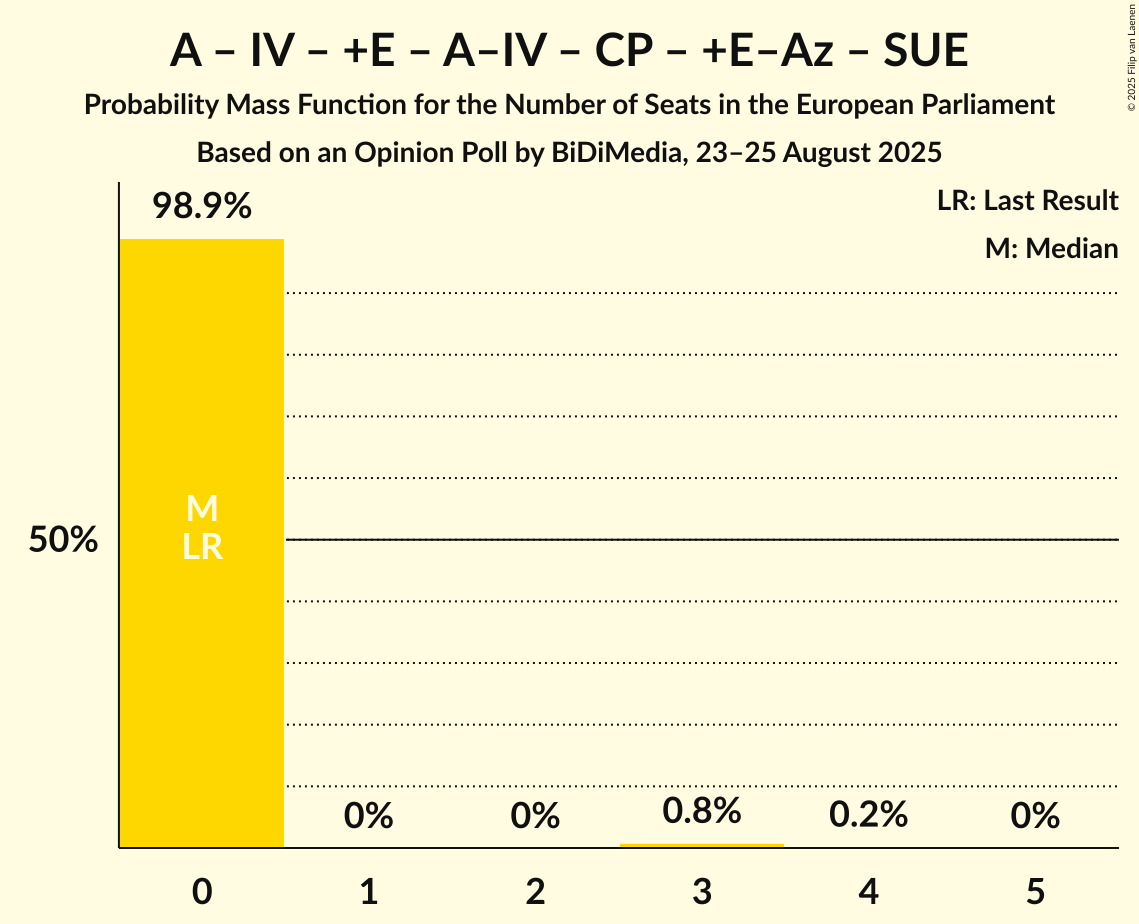 A – IV – +E – A–IV – CP – +E–Az – SUE
Probability Mass Function for the Number of Seats in the European Parliament
Based on an Opinion Poll by BiDiMedia, 23–25 August 2025
© 2025 Filip van Laenen
LR: Last Result
M: Median
98.9%
M
LR
50%
0%
0%
0.8%
0.2%
0%
0
1
2
3
4
5